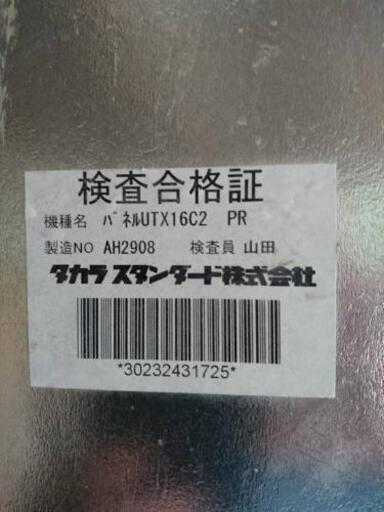 検査合格証
機種名 ﾊﾟﾈﾙUTX16C2 PR
製造NO AH2908 検査員 山田
タカラスタンダード株式会社
*30232431725*